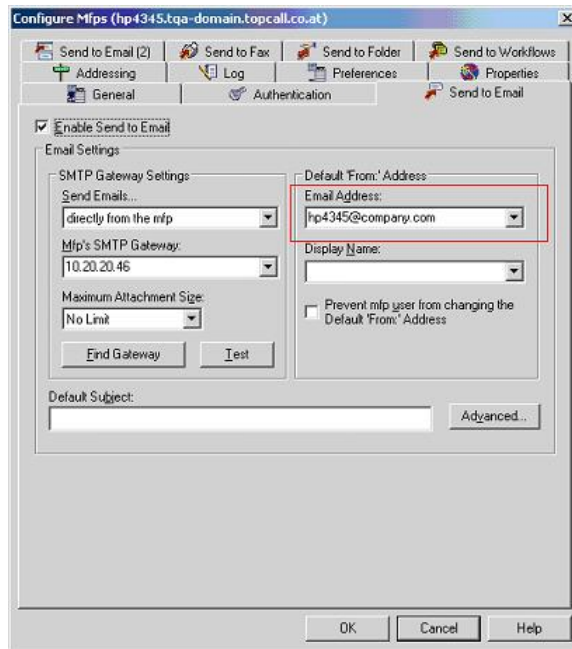 Configure Mfps (hp4345.tqa-domain.topcall.co.at)
Send to Email (2) Send to Fax Send to Folder Send to Workflows
Addressing Log Preferences Properties
General Authentication Send to Email
Enable Send to Email
Email Settings
SMTP Gateway Settings
Send Emails...
directly from the mfp
Mfp's SMTP Gateway:
10.20.20.46
Maximum Attachment Size:
No Limit
Find Gateway Test
Default 'From:' Address
Email Address:
hp4345@company.com
Display Name:
Prevent mfp user from changing the
Default 'From:' Address
Default Subject:
Advanced...
OK Cancel Help